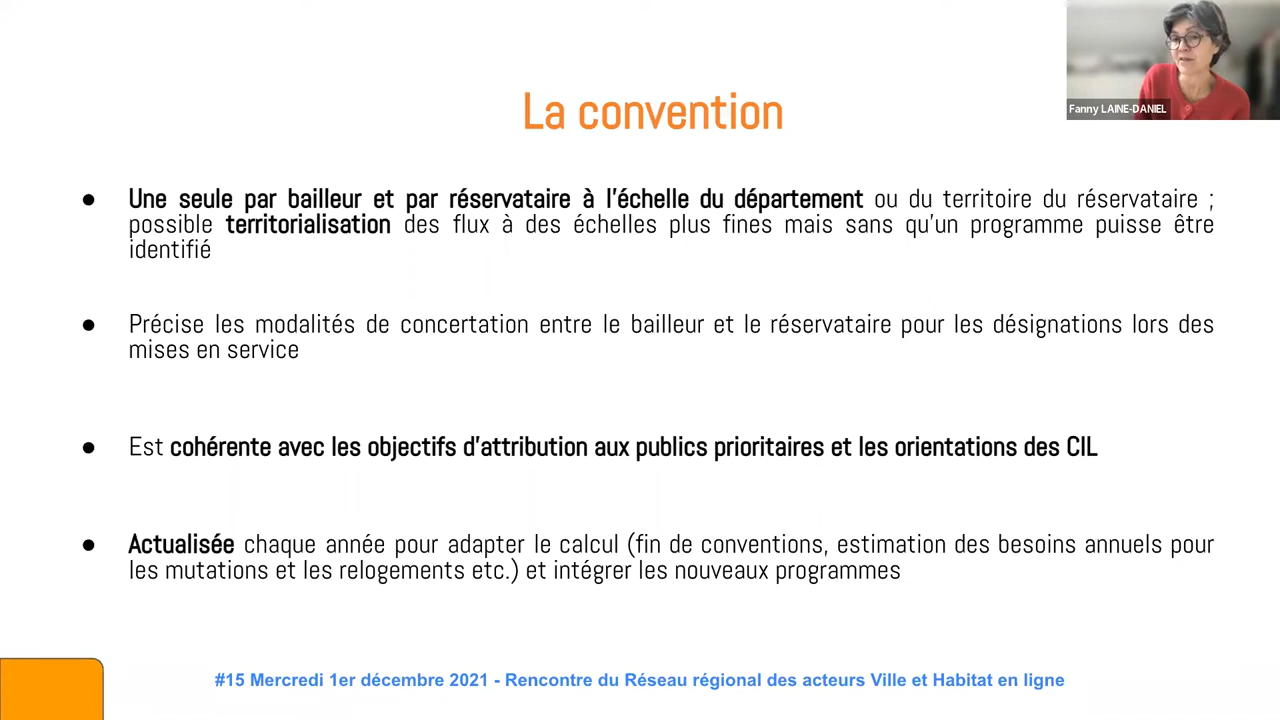 La convention
Fanny LAINE-DANIEL
● Une seule par bailleur et par réservataire à l'échelle du département ou du territoire du réservataire ;
possible territorialisation des flux à des échelles plus fines mais sans qu'un programme puisse être
identifié
● Précise les modalités de concertation entre le bailleur et le réservataire pour les désignations lors des
mises en service
● Est cohérente avec les objectifs d'attribution aux publics prioritaires et les orientations des CIL
● Actualisée chaque année pour adapter le calcul (fin de conventions, estimation des besoins annuels pour
les mutations et les relogements etc.) et intégrer les nouveaux programmes
#15 Mercredi 1er décembre 2021 - Rencontre du Réseau régional des acteurs Ville et Habitat en ligne